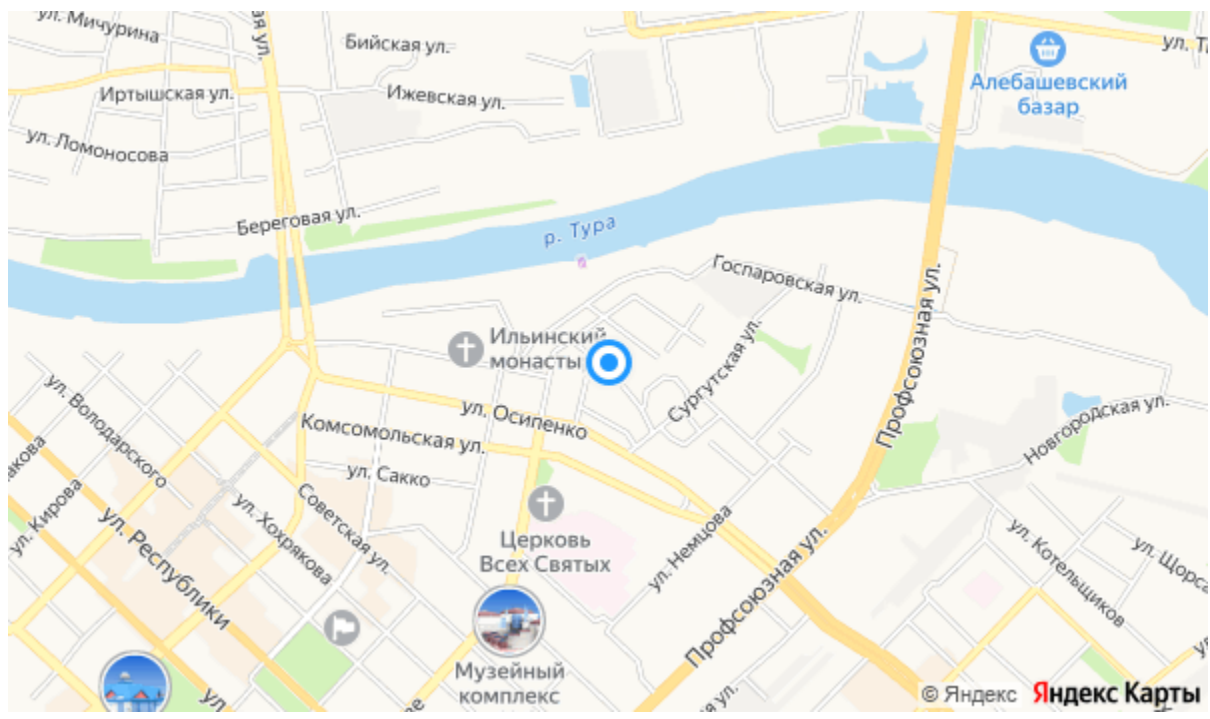 ул. Мичурина
Бийская ул.
Иртышская ул.
Ижевская ул.
ул. Ломоносова
Алебашевский
базар
Береговая ул.
р. Тура
Госпаровская ул.
Ильинский
монасты
Профсоюзная ул.
Сургутская ул.
ул. Осипенко
Комсомольская ул.
ул. Володарского
ул. Сакко
Новгородская ул.
ул. Кирова
ул. Хохрякова
Советская ул.
ул. Республики
Церковь
Всех Святых
ул. Немцова
Профсоюзная ул.
ул. Котельщиков
ул. Щорса
Музейный
комплекс
© Яндекс Яндекс Карты